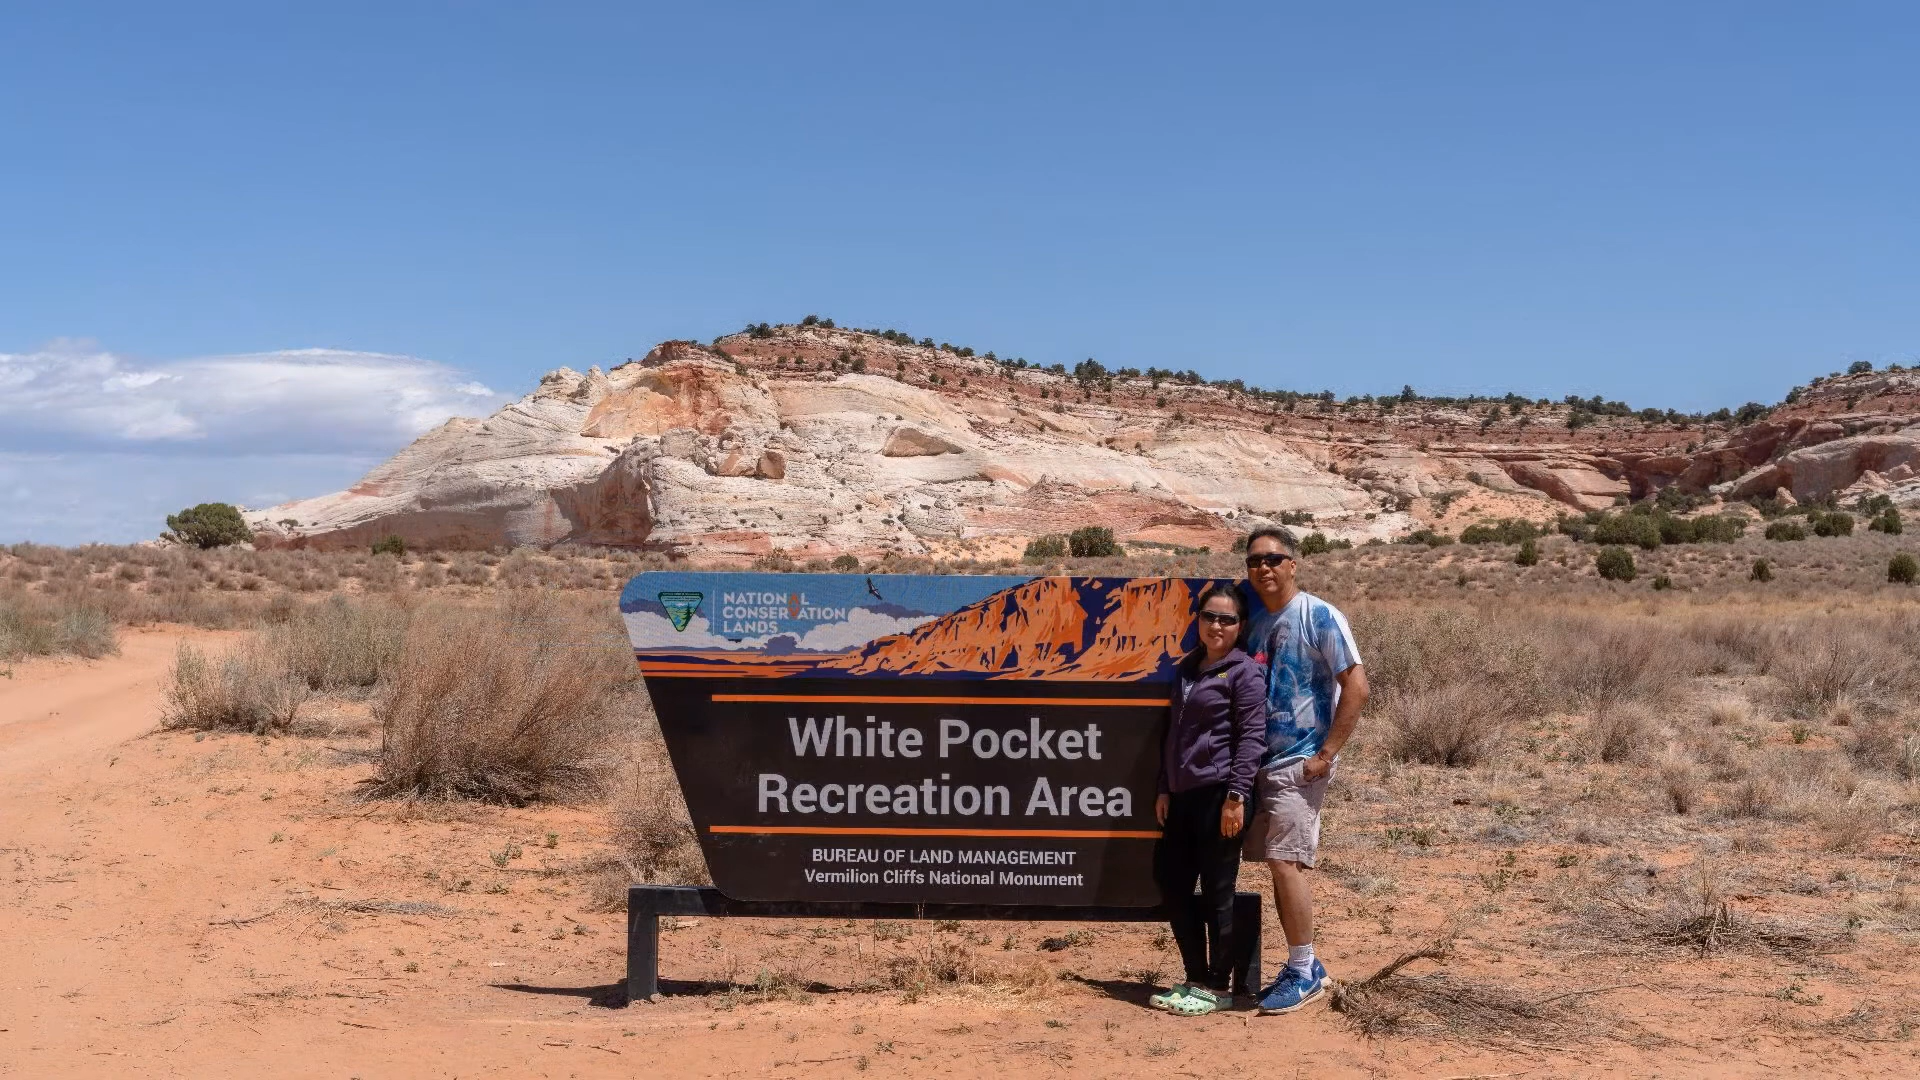 NATIONAL
CONSERVATION
LANDS
White Pocket
Recreation Area
BUREAU OF LAND MANAGEMENT
Vermilion Cliffs National Monument